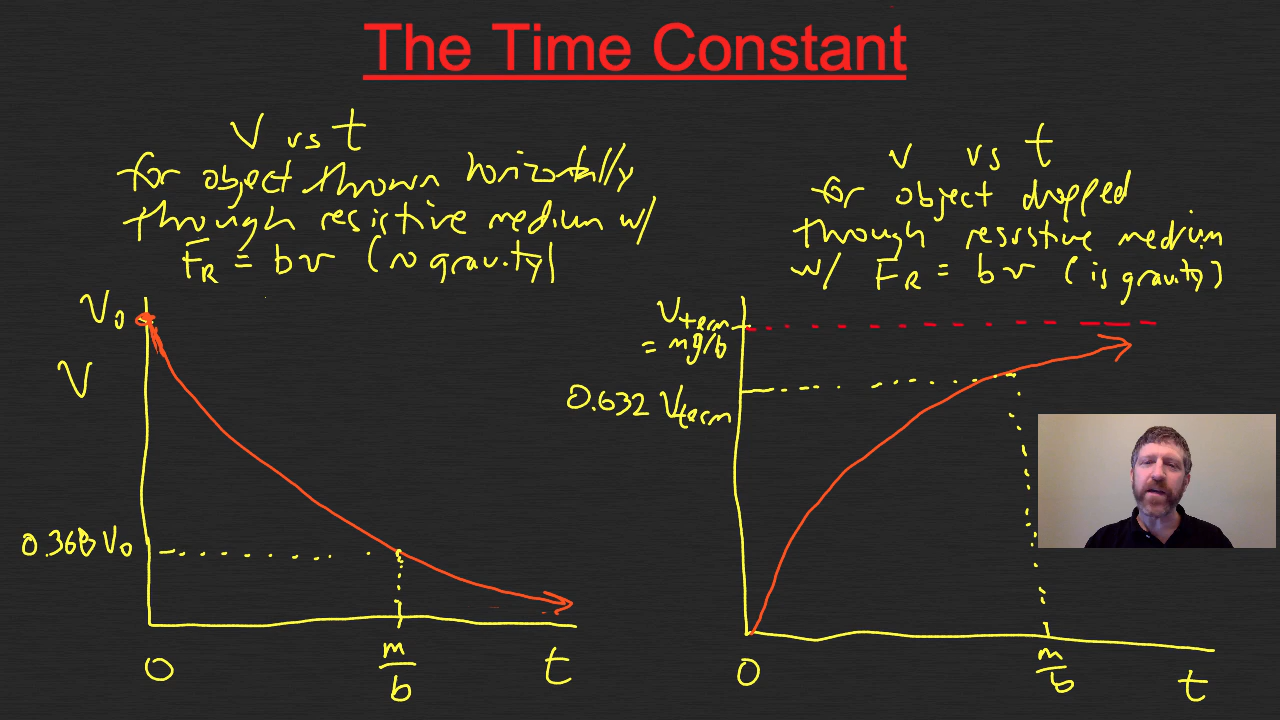 The Time Constant
V vs t
for object thrown horizontally
through resistive medium w/
F_R = bv (no gravity)
V₀
V
0.368 V₀
0
m/b
t
v vs t
for object dropped
through resistive medium
w/ F_R = bv (is gravity)
V_term
= mg/b
0.632 V_term
0
m/b
t